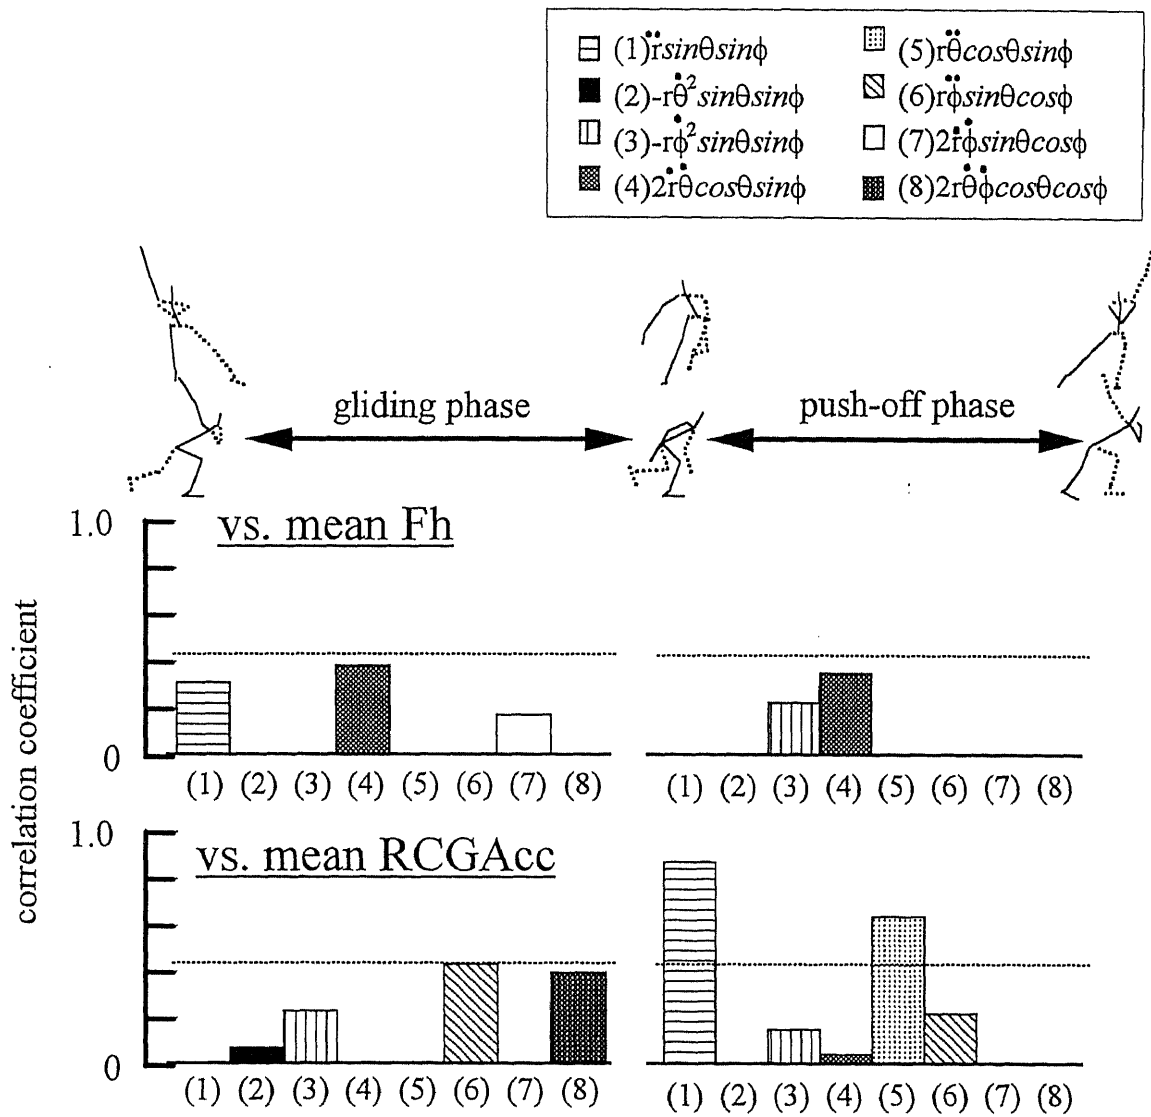 (1)r̈sinθsinϕ
(2)-rθ̇²sinθsinϕ
(3)-rϕ̇²sinθsinϕ
(4)2ṙθ̇cosθsinϕ
(5)rθ̈cosθsinϕ
(6)rϕ̈sinθcosϕ
(7)2ṙϕ̇sinθcosϕ
(8)2rθ̇ϕ̇cosθcosϕ
gliding phase
push-off phase
correlation coefficient
1.0
vs. mean Fh
0
(1) (2) (3) (4) (5) (6) (7) (8)
(1) (2) (3) (4) (5) (6) (7) (8)
1.0
vs. mean RCGAcc
0
(1) (2) (3) (4) (5) (6) (7) (8)
(1) (2) (3) (4) (5) (6) (7) (8)